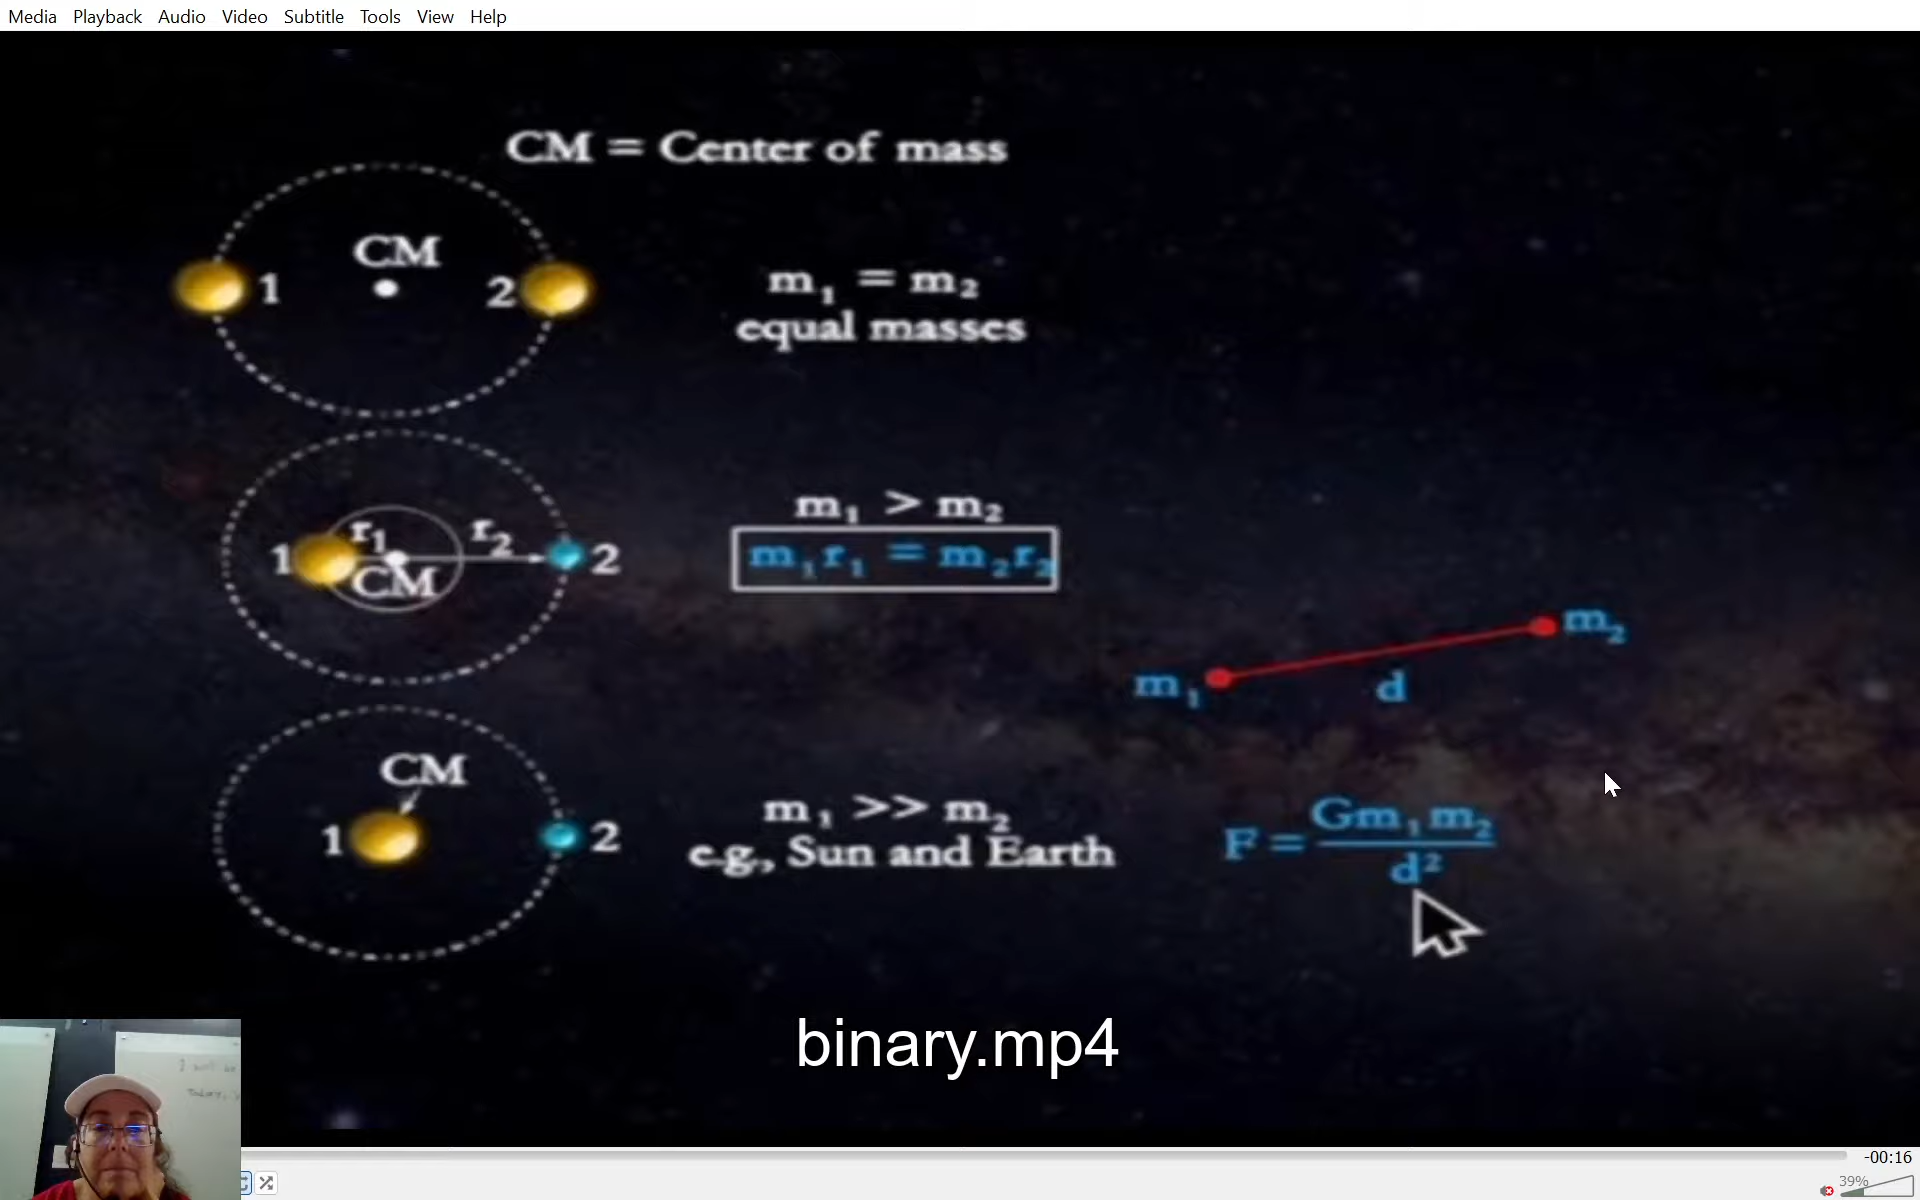 Media Playback Audio Video Subtitle Tools View Help
CM = Center of mass
CM
1
2
m₁ = m₂
equal masses
m₁ > m₂
r₁
r₂
1
CM
2
m₁r₁ = m₂r₂
m₂
m₁
d
CM
1
2
m₁ >> m₂
e.g., Sun and Earth
F = Gm₁m₂
d²
binary.mp4
-00:16
39%